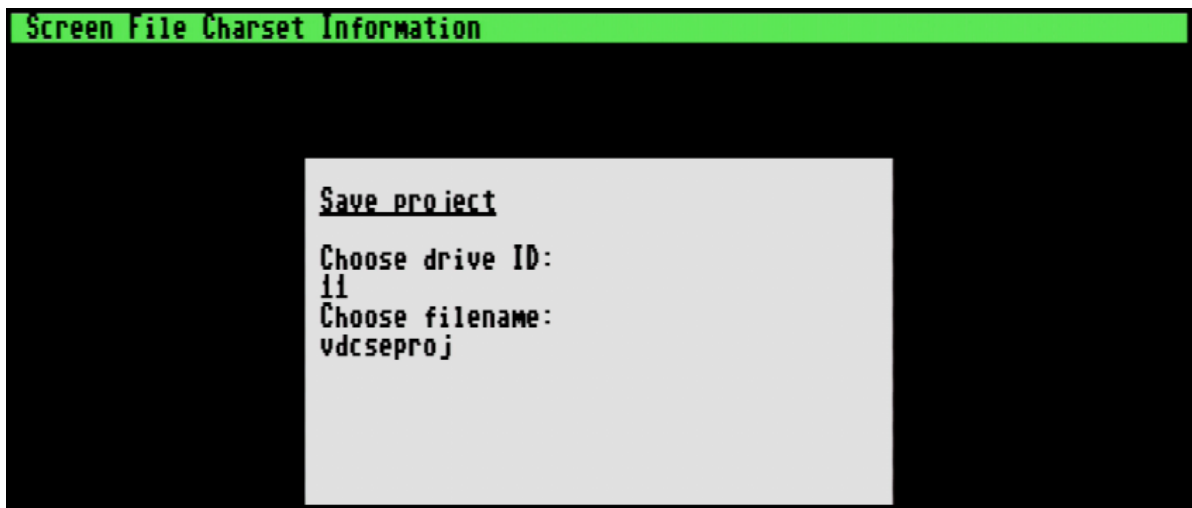 Screen File Charset Information
Save project
Choose drive ID:
11
Choose filename:
vdcseproj